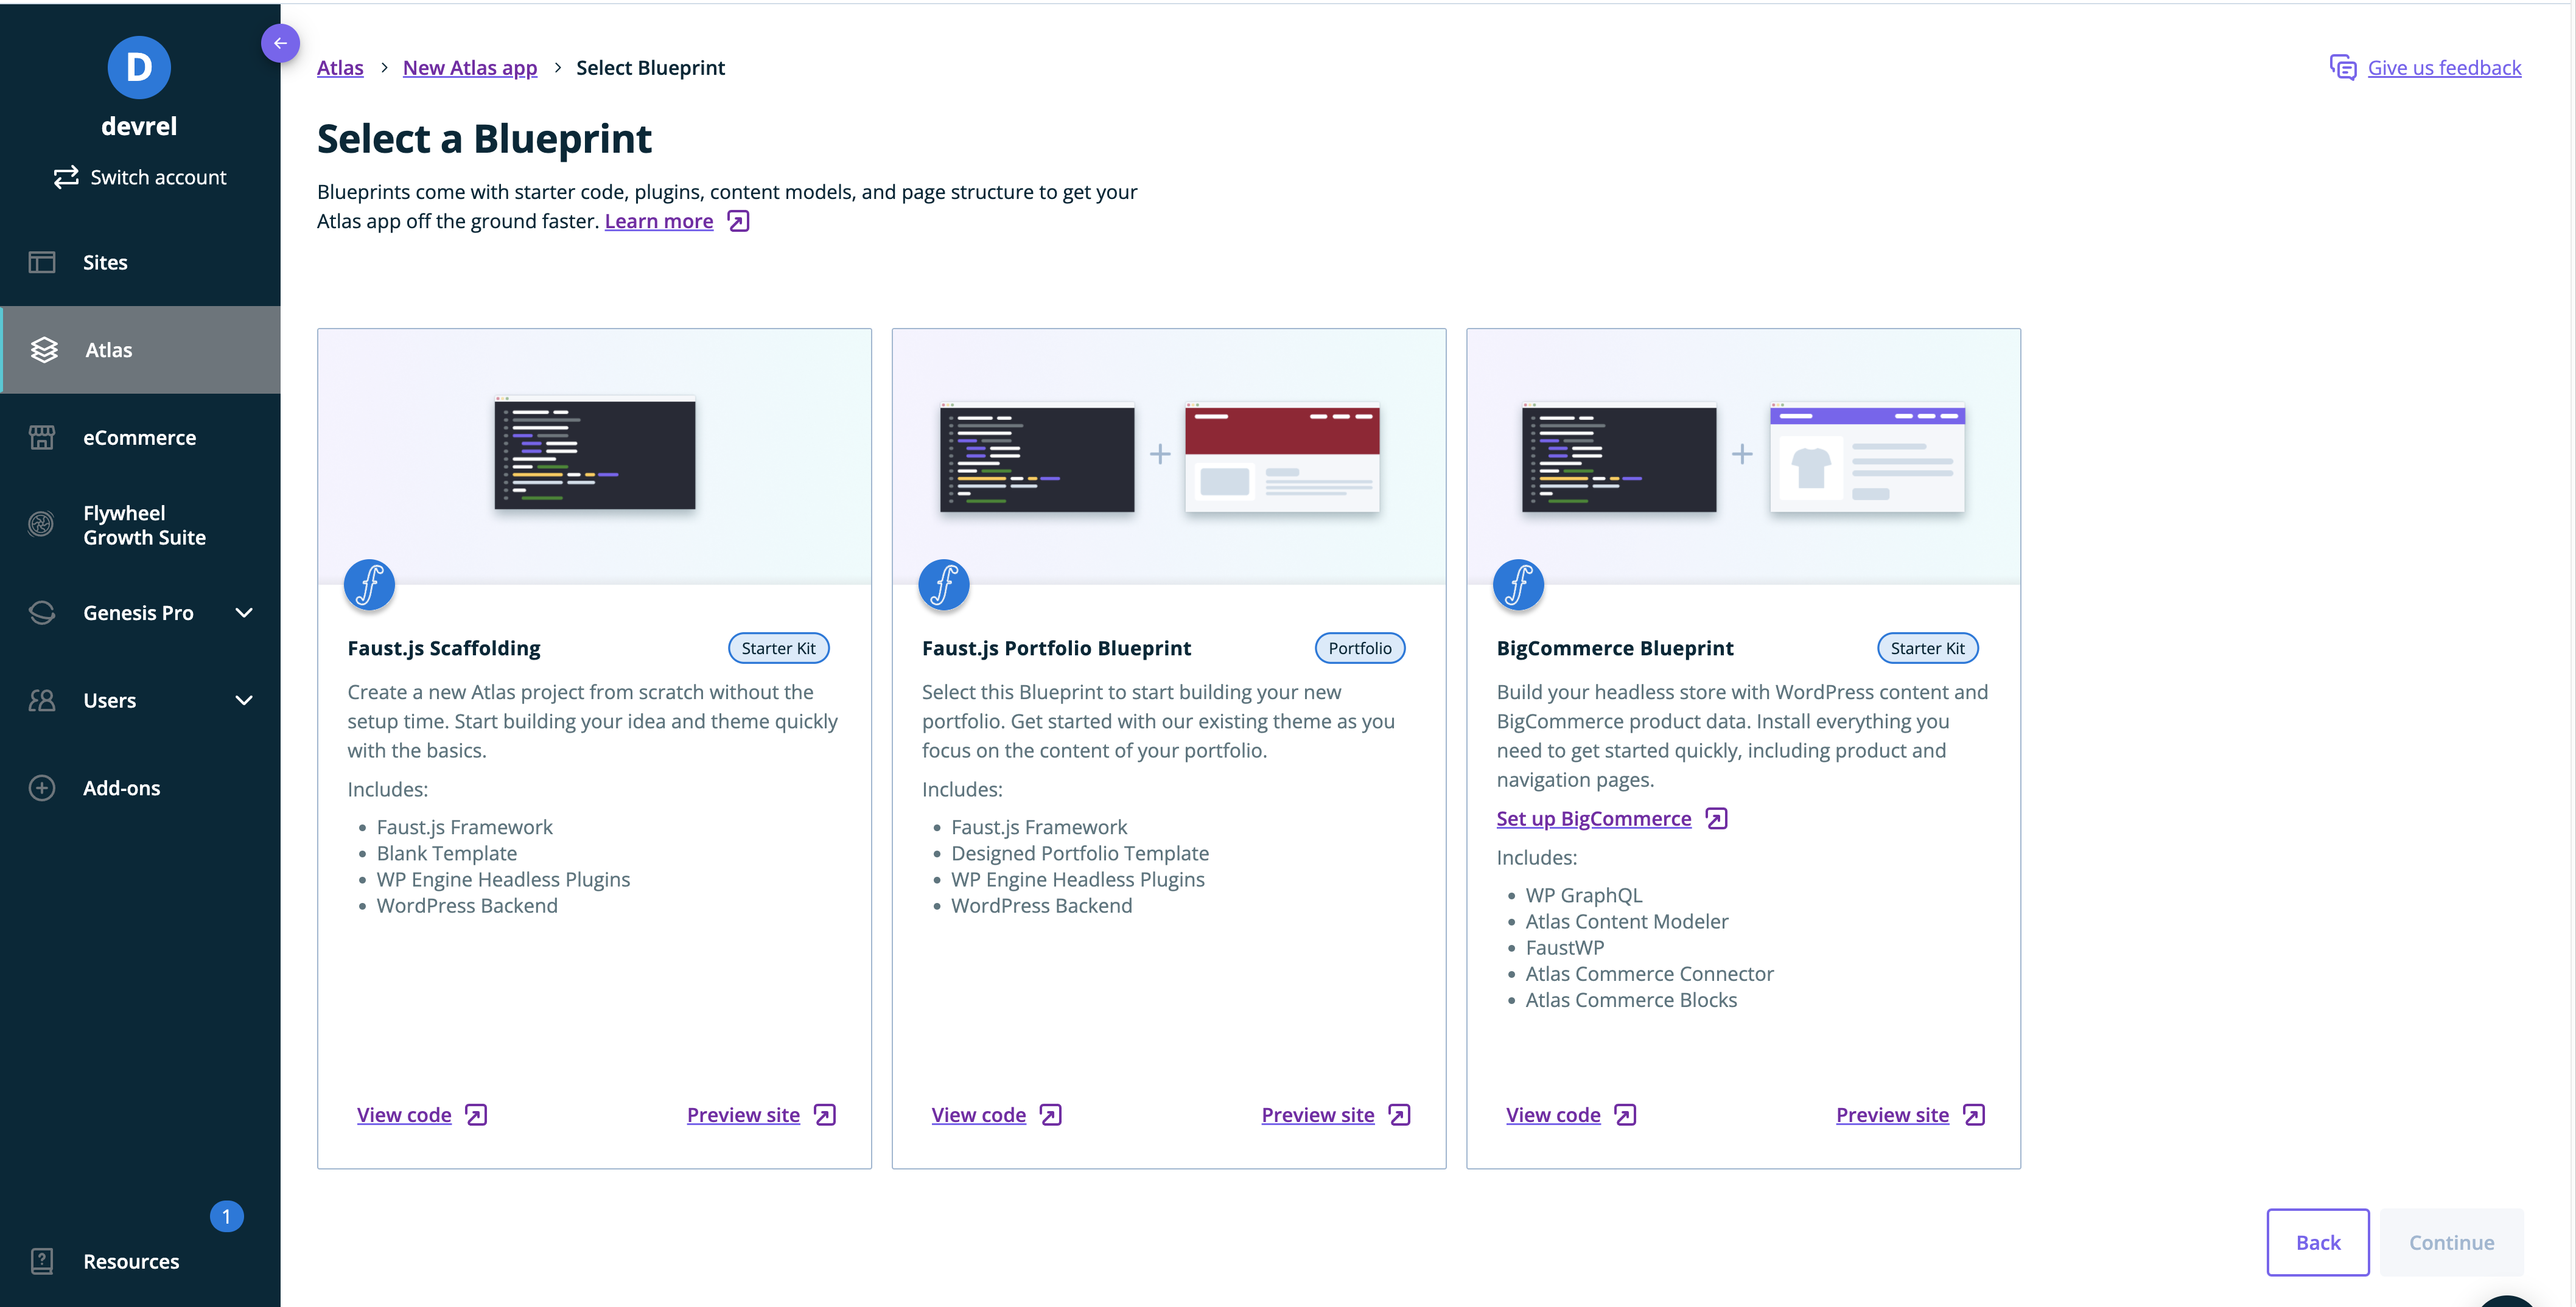 D
devrel
Switch account
Sites
Atlas
eCommerce
Flywheel
Growth Suite
Genesis Pro
Users
Add-ons
1
Resources
Atlas > New Atlas app > Select Blueprint
Give us feedback
Select a Blueprint
Blueprints come with starter code, plugins, content models, and page structure to get your
Atlas app off the ground faster. Learn more
Faust.js Scaffolding
Starter Kit
Create a new Atlas project from scratch without the
setup time. Start building your idea and theme quickly
with the basics.
Includes:
• Faust.js Framework
• Blank Template
• WP Engine Headless Plugins
• WordPress Backend
View code
Preview site
Faust.js Portfolio Blueprint
Portfolio
Select this Blueprint to start building your new
portfolio. Get started with our existing theme as you
focus on the content of your portfolio.
Includes:
• Faust.js Framework
• Designed Portfolio Template
• WP Engine Headless Plugins
• WordPress Backend
View code
Preview site
BigCommerce Blueprint
Starter Kit
Build your headless store with WordPress content and
BigCommerce product data. Install everything you
need to get started quickly, including product and
navigation pages.
Set up BigCommerce
Includes:
• WP GraphQL
• Atlas Content Modeler
• FaustWP
• Atlas Commerce Connector
• Atlas Commerce Blocks
View code
Preview site
Back
Continue